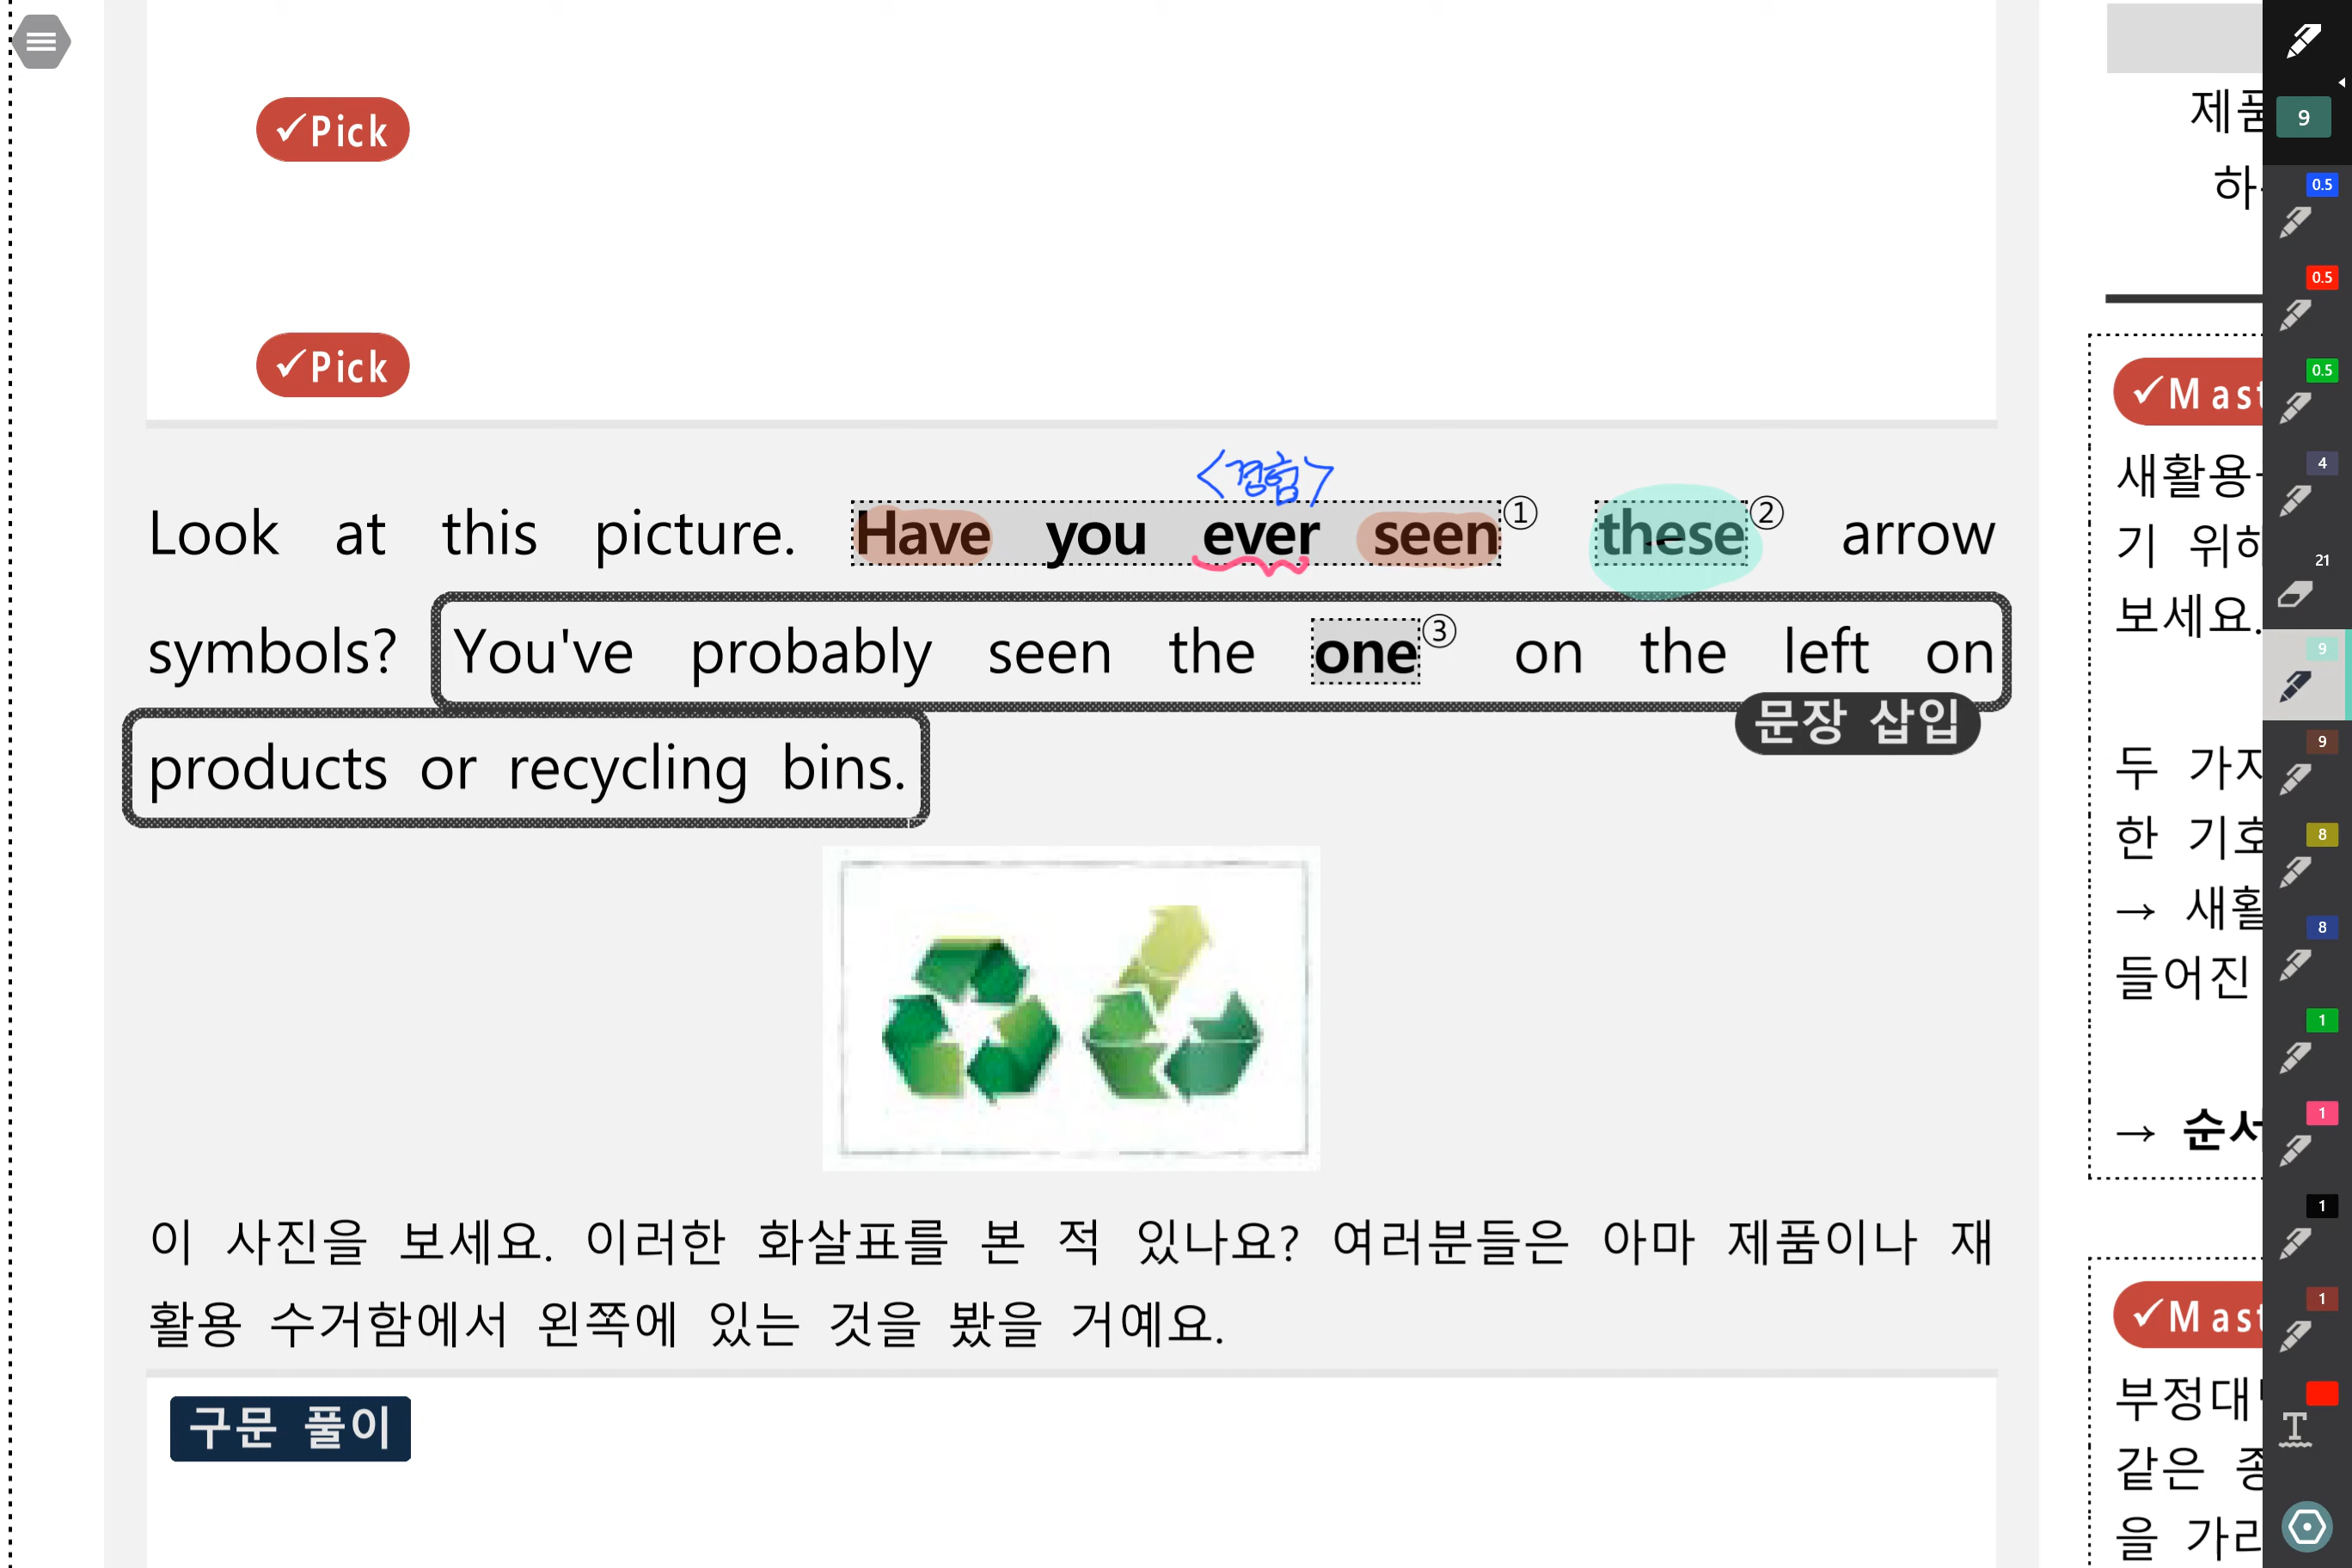 ✓Pick
✓Pick
<경험>
Look at this picture. Have you ever seen① these② arrow
symbols? You've probably seen the one③ on the left on
문장 삽입
products or recycling bins.
이 사진을 보세요. 이러한 화살표를 본 적 있나요? 여러분들은 아마 제품이나 재
활용 수거함에서 왼쪽에 있는 것을 봤을 거예요.
구문 풀이
하
✓Mast
새활용
기 위하
보세요.
두 가지
한 기호
→ 새활
들어진
→ 순서
✓Mast
부정대
같은 종
을 가리
9
0.5
0.5
0.5
4
21
9
9
8
8
1
1
1
1
T